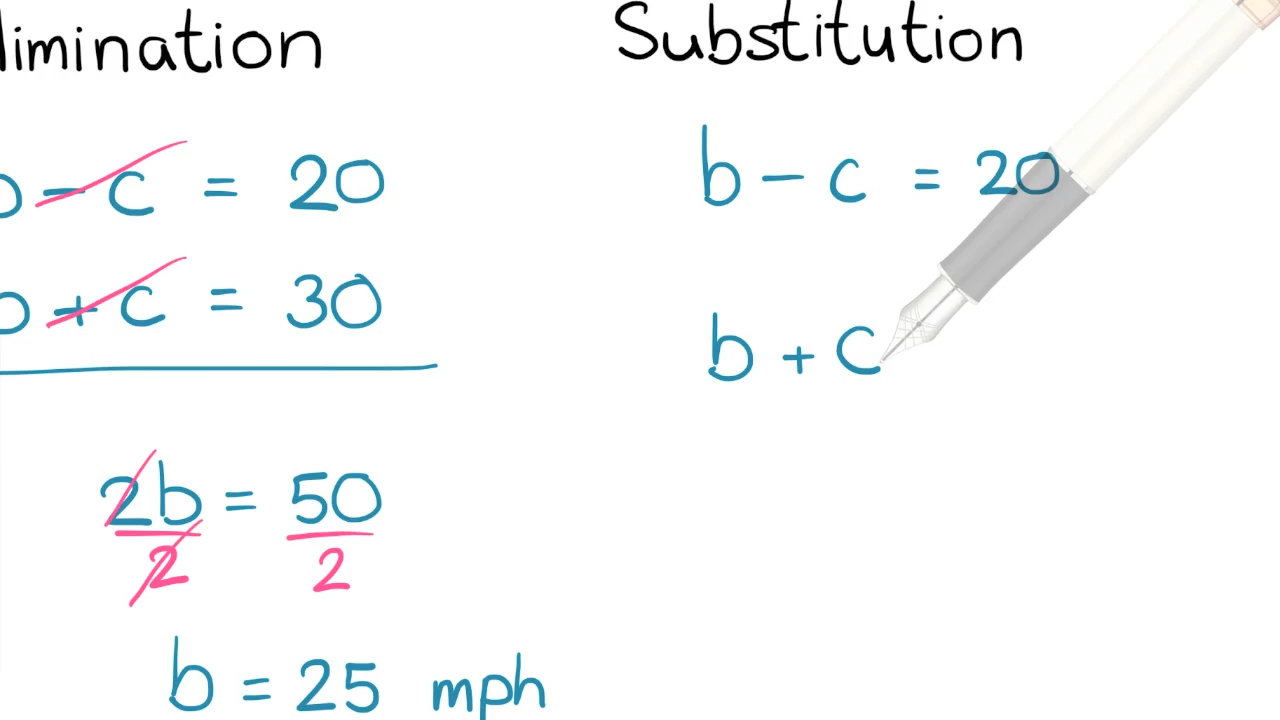 limination
b - c = 20
b + c = 30
2b = 50
2 2
b = 25 mph
Substitution
b - c = 20
b + c